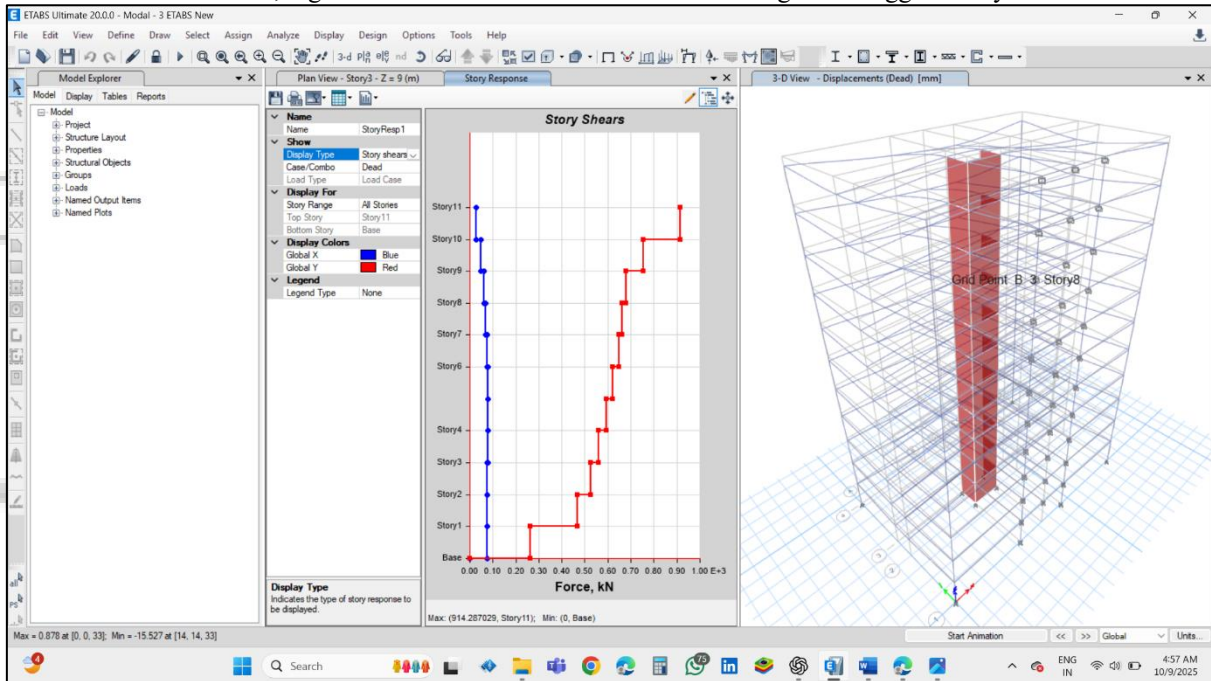 ETABS Ultimate 20.0.0 - Modal - 3 ETABS New
File Edit View Define Draw Select Assign Analyze Display Design Options Tools Help
3-d nd
Model Explorer
Model Display Tables Reports
Model
Project
Structure Layout
Properties
Structural Objects
Groups
Loads
Named Output Items
Named Plots
all
Plan View - Story3 - Z = 9 (m) Story Response
Name
Name StoryResp1
Show
Display Type Story shears
Case/Combo Dead
Load Type Load Case
Display For
Story Range All Stories
Top Story Story11
Bottom Story Base
Display Colors
Global X Blue
Global Y Red
Legend
Legend Type None
Display Type
Indicates the type of story response to
be displayed.
Story Shears
Story11
Story10
Story9
Story8
Story7
Story6
Story4
Story3
Story2
Story1
Base
0.00 0.10 0.20 0.30 0.40 0.50 0.60 0.70 0.80 0.90 1.00 E+3
Force, kN
Max: (914.287029, Story11); Min: (0, Base)
3-D View - Displacements (Dead) [mm]
Grid Point B 3 Story8
Max = 0.878 at [0, 0, 33]; Min = -15.527 at [14, 14, 33]
Start Animation << >> Global Units...
4
Search
75
ENG
IN
4:57 AM
10/9/2025